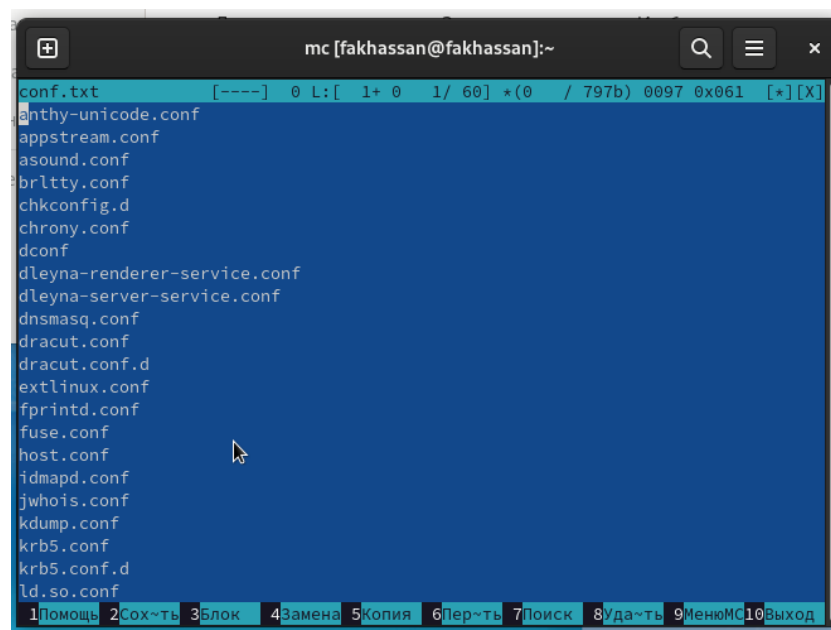 mc [fakhassan@fakhassan]:~
conf.txt [----] 0 L:[ 1+ 0 1/ 60] *(0 / 797b) 0097 0x061 [*][X]
anthy-unicode.conf
appstream.conf
asound.conf
brltty.conf
chkconfig.d
chrony.conf
dconf
dleyna-renderer-service.conf
dleyna-server-service.conf
dnsmasq.conf
dracut.conf
dracut.conf.d
extlinux.conf
fprintd.conf
fuse.conf
host.conf
idmapd.conf
jwhois.conf
kdump.conf
krb5.conf
krb5.conf.d
ld.so.conf
1Помощь 2Сох~ть 3Блок 4Замена 5Копия 6Пер~ть 7Поиск 8Уда~ть 9МенюМС10Выход